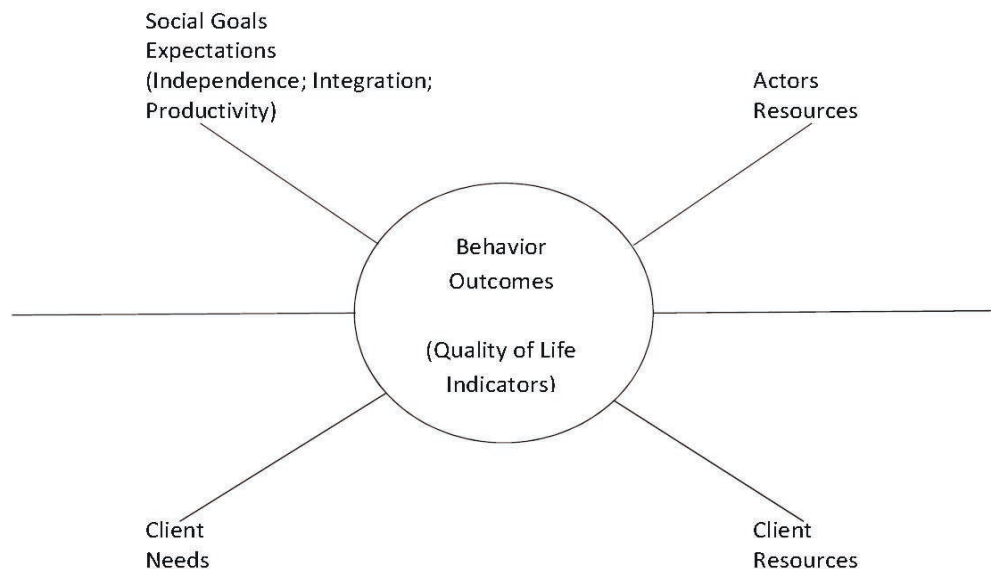 Social Goals
Expectations
(Independence; Integration;
Productivity)
Actors
Resources
Behavior
Outcomes
(Quality of Life
Indicators)
Client
Needs
Client
Resources